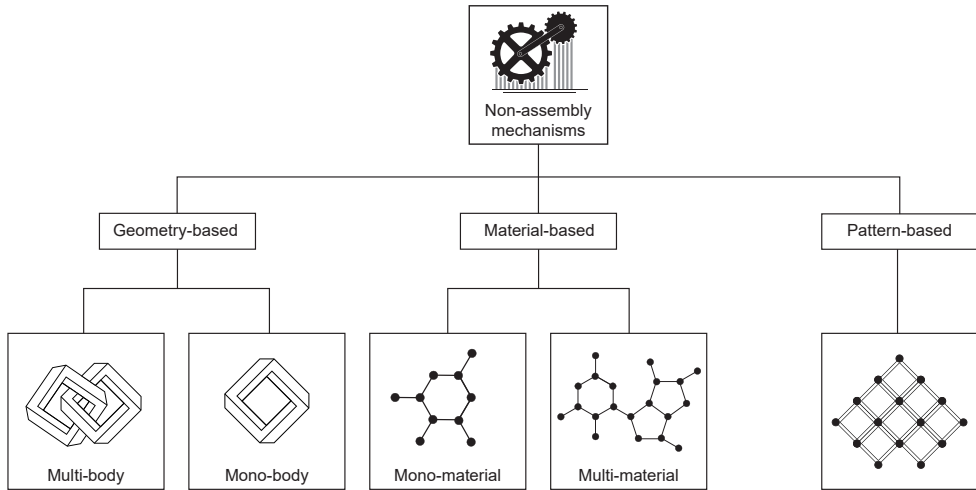 Non-assembly
mechanisms
Geometry-based
Material-based
Pattern-based
Multi-body
Mono-body
Mono-material
Multi-material